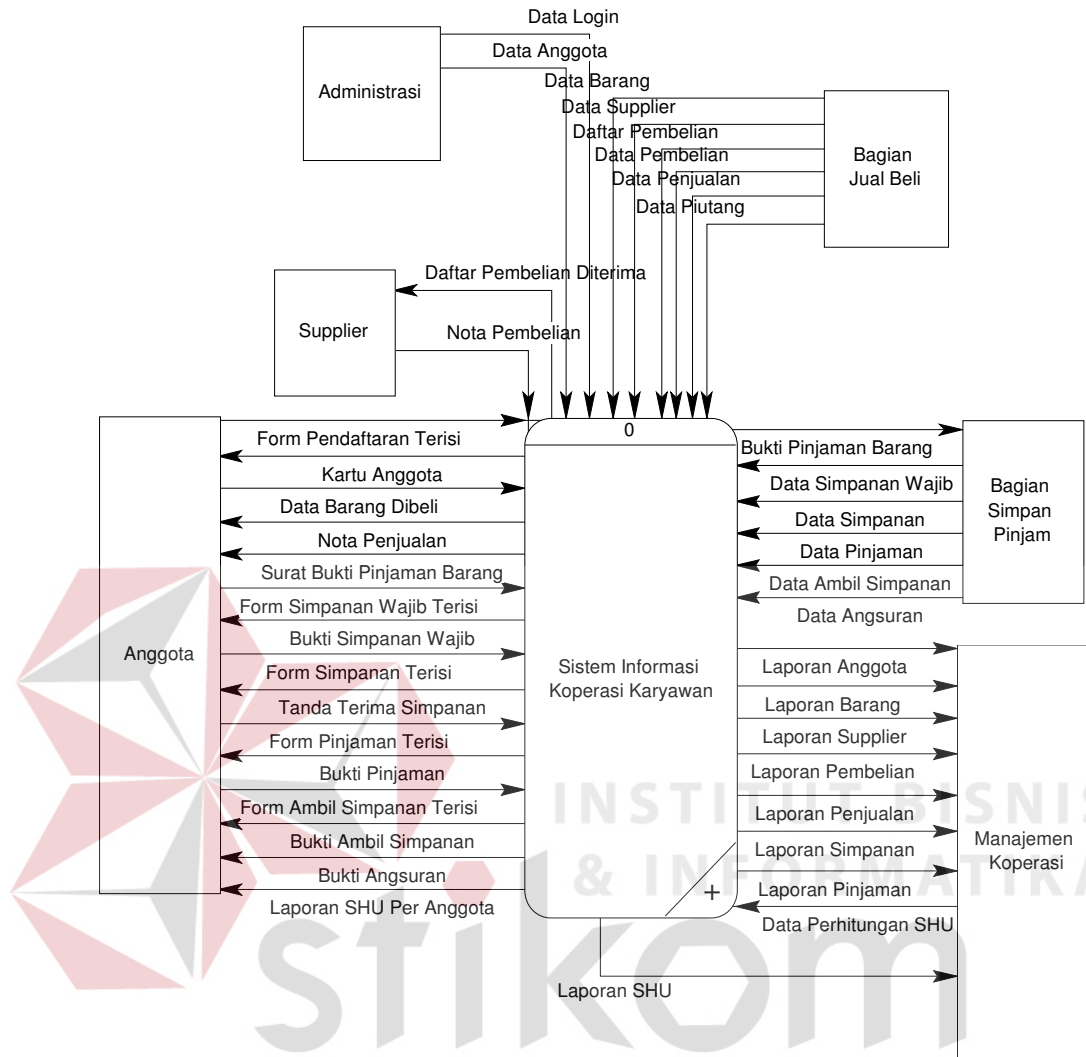 Data Login
Data Anggota
Administrasi
Data Barang
Data Supplier
Daftar Pembelian
Data Pembelian
Data Penjualan
Data Piutang
Bagian
Jual Beli
Daftar Pembelian Diterima
Supplier
Nota Pembelian
0
Form Pendaftaran Terisi
Kartu Anggota
Data Barang Dibeli
Nota Penjualan
Surat Bukti Pinjaman Barang
Form Simpanan Wajib Terisi
Bukti Simpanan Wajib
Form Simpanan Terisi
Tanda Terima Simpanan
Form Pinjaman Terisi
Bukti Pinjaman
Form Ambil Simpanan Terisi
Bukti Ambil Simpanan
Bukti Angsuran
Laporan SHU Per Anggota
Anggota
Sistem Informasi
Koperasi Karyawan
+
Bukti Pinjaman Barang
Data Simpanan Wajib
Data Simpanan
Data Pinjaman
Data Ambil Simpanan
Data Angsuran
Bagian
Simpan
Pinjam
Laporan Anggota
Laporan Barang
Laporan Supplier
Laporan Pembelian
Laporan Penjualan
Laporan Simpanan
Laporan Pinjaman
Data Perhitungan SHU
Laporan SHU
Manajemen
Koperasi
INSTITUT BISNIS
& INFORMATIKA
stikom